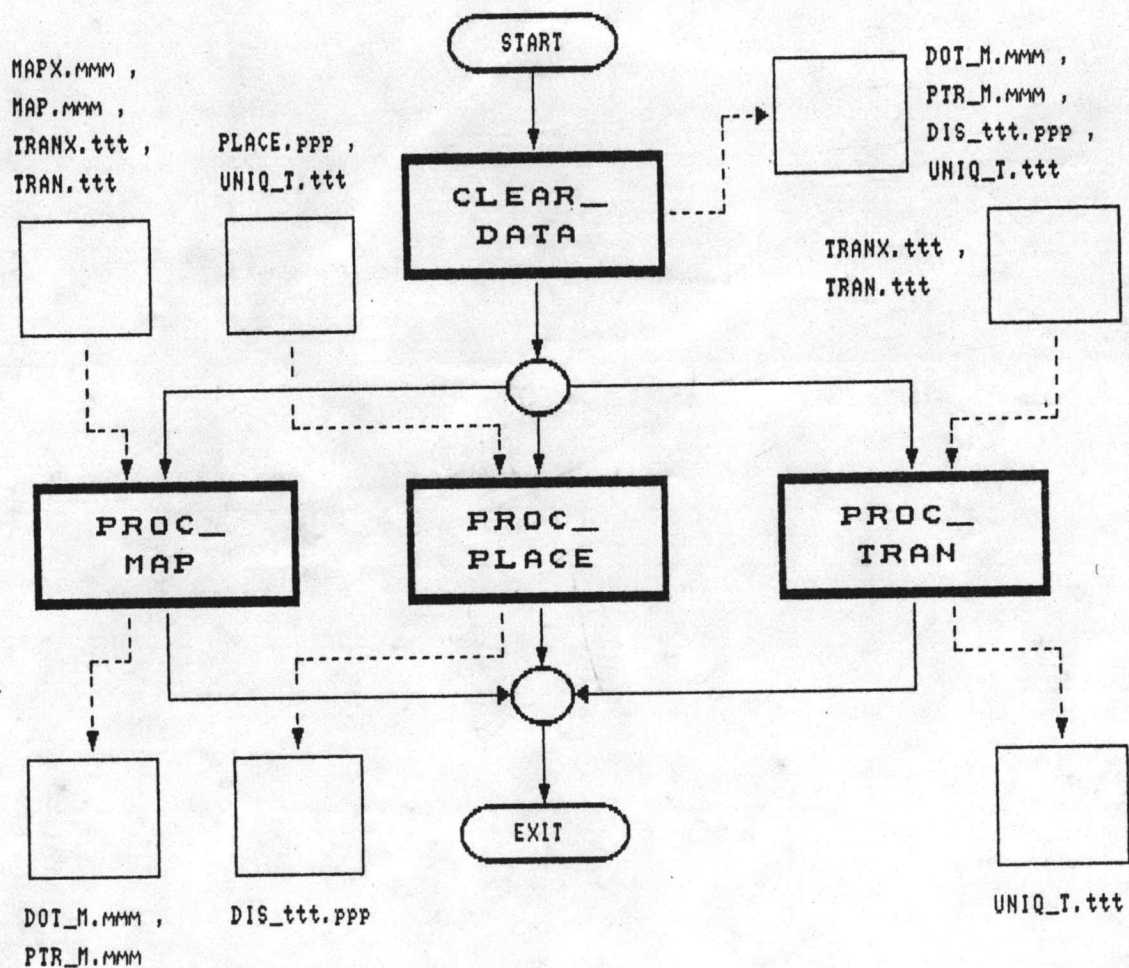 START
MAPX.MMM ,
MAP.MMM ,
TRANX.ttt ,
TRAN.ttt
PLACE.ppp ,
UNIQ_T.ttt
CLEAR_
DATA
DOT_M.MMM ,
PTR_M.MMM ,
DIS_ttt.ppp ,
UNIQ_T.ttt
TRANX.ttt ,
TRAN.ttt
PROC_
MAP
PROC_
PLACE
PROC_
TRAN
EXIT
DOT_M.MMM ,
PTR_M.MMM
DIS_ttt.ppp
UNIQ_T.ttt